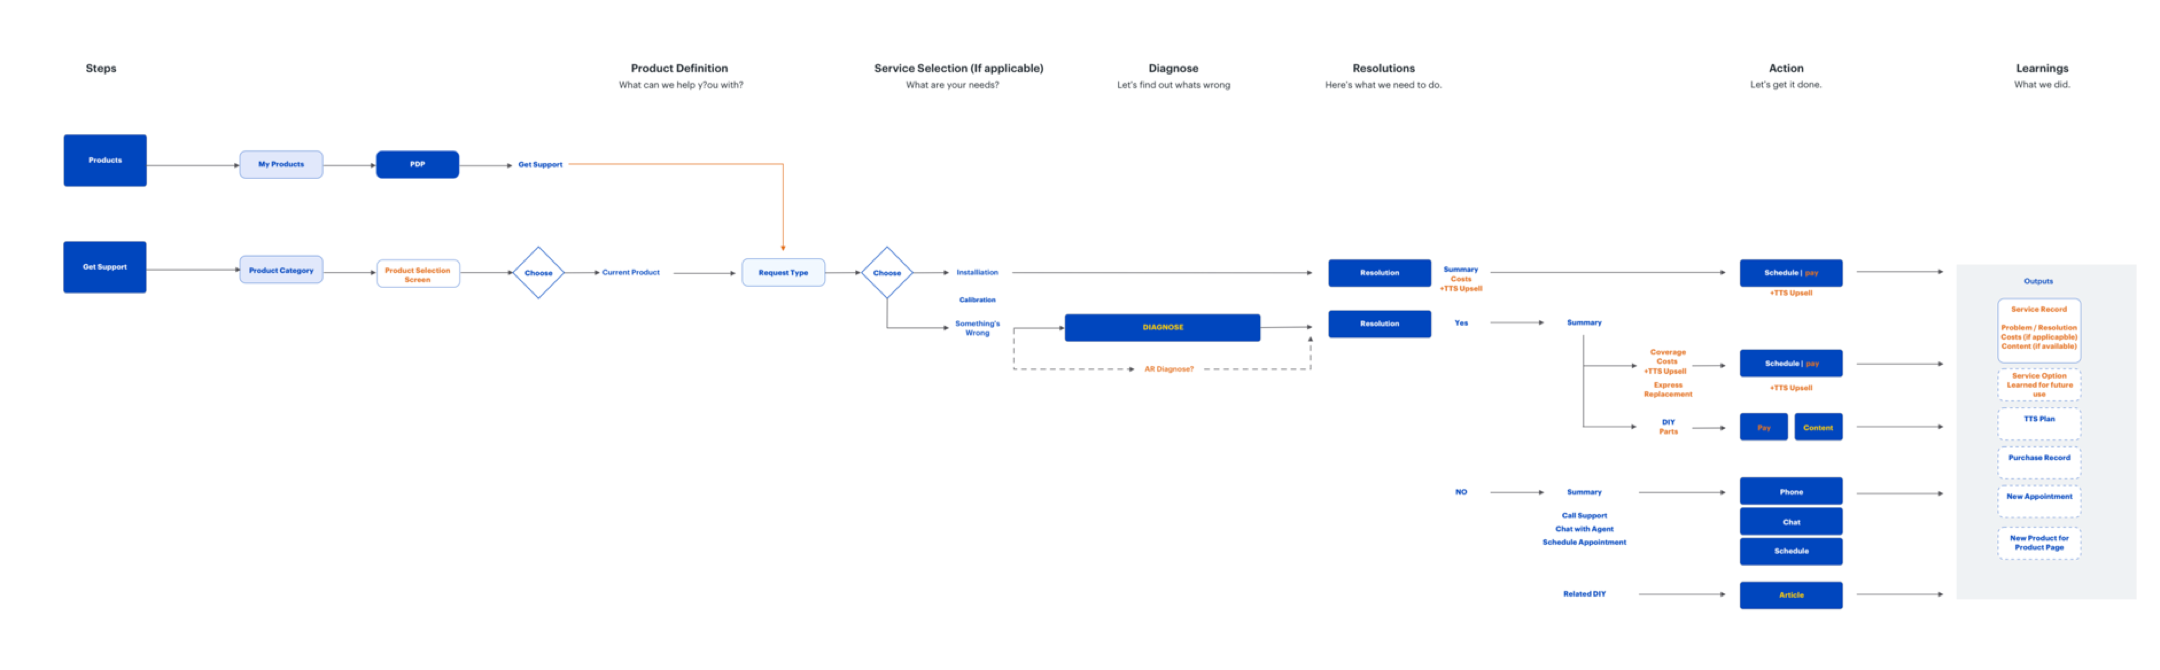 Steps
Product Definition
What can we help y?ou with?
Service Selection (If applicable)
What are your needs?
Diagnose
Let's find out whats wrong
Resolutions
Here's what we need to do.
Action
Let's get it done.
Learnings
What we did.
Products
My Products
PDP
Get Support
Get Support
Product Category
Product Selection
Screen
Choose
Current Product
Request Type
Choose
Installiation
Calibration
Something's
Wrong
DIAGNOSE
AR Diagnose?
Resolution
Summary
Costs
+TTS Upsell
Schedule | pay
+TTS Upsell
Resolution
Yes
Summary
Coverage
Costs
+TTS Upsell
Express
Replacement
Schedule | pay
+TTS Upsell
DIY
Parts
Pay
Content
NO
Summary
Call Support
Chat with Agent
Schedule Appointment
Phone
Chat
Schedule
Related DIY
Article
Outputs
Service Record
Problem / Resolution
Costs (if applicapble)
Content (if available)
Service Option
Learned for future
use
TTS Plan
Purchase Record
New Appointment
New Product for
Product Page